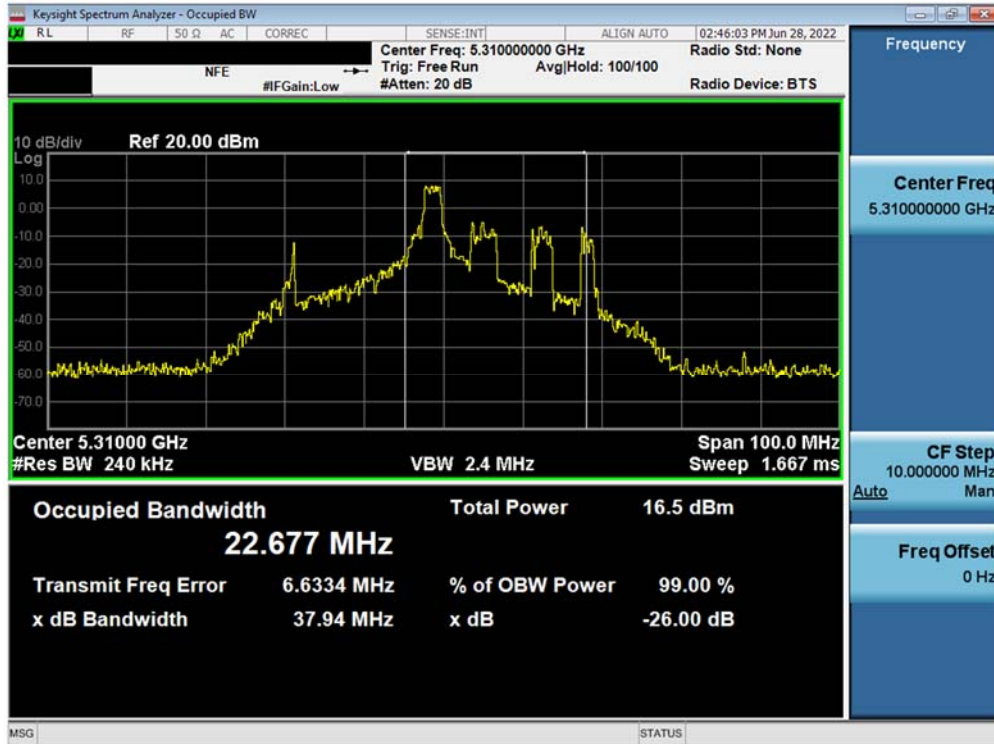 Keysight Spectrum Analyzer - Occupied BW
LXI RL RF 50 Ω AC CORREC SENSE:INT ALIGN AUTO 02:46:03 PM Jun 28, 2022
Center Freq: 5.310000000 GHz Radio Std: None
NFE Trig: Free Run Avg|Hold: 100/100
#IFGain:Low #Atten: 20 dB Radio Device: BTS
Frequency
10 dB/div Ref 20.00 dBm
Log
10.0
0.00
-10.0
-20.0
-30.0
-40.0
-50.0
-60.0
-70.0
Center 5.31000 GHz Span 100.0 MHz
#Res BW 240 kHz VBW 2.4 MHz Sweep 1.667 ms
Center Freq
5.310000000 GHz
CF Step
10.000000 MHz
Auto Man
Freq Offset
0 Hz
Occupied Bandwidth Total Power 16.5 dBm
22.677 MHz
Transmit Freq Error 6.6334 MHz % of OBW Power 99.00 %
x dB Bandwidth 37.94 MHz x dB -26.00 dB
MSG STATUS